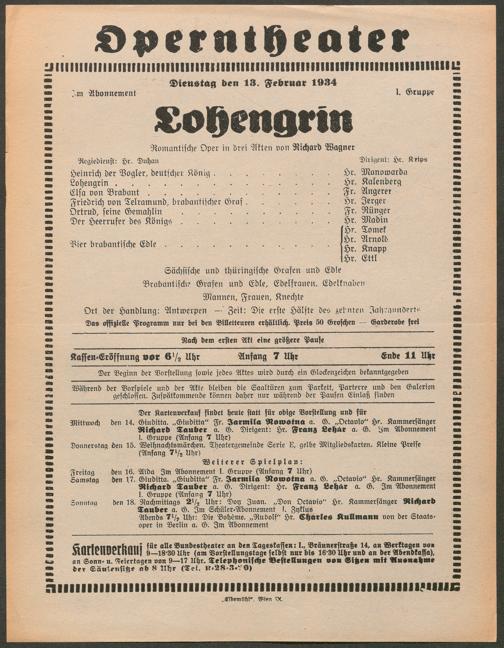 Operntheater
Dienstag den 13. Februar 1934
Im Abonnement 1. Gruppe
Lohengrin
Romantische Oper in drei Akten von Richard Wagner
Regiedienst: Hr. Duhan Dirigent: Hr. Krips
Heinrich der Vogler, deutscher König . . . . . . . Hr. Manowarda
Lohengrin . . . . . . . . . . Hr. Kalenberg
Elsa von Brabant . . . . . . . . . Fr. Angerer
Friedrich von Telramund, brabantischer Graf . . . . . Hr. Jerger
Ortrud, seine Gemahlin . . . . . . . . Fr. Rünger
Der Heerrufer des Königs . . . . . . . . Hr. Madin
Vier brabantische Edle . . . . . . . . Hr. Tomek
Hr. Arnold
Hr. Knapp
Hr. Ettl
Sächsische und thüringische Grafen und Edle
Brabantische Grafen und Edle, Edelfrauen, Edelknaben
Mannen, Frauen, Knechte
Ort der Handlung: Antwerpen — Zeit: Die erste Hälfte des zehnten Jahrhunderts
Das offizielle Programm nur bei den Billetteuren erhältlich. Preis 50 Groschen — Garderobe frei
Nach dem ersten Akt eine größere Pause
Kassen-Eröffnung vor 6½ Uhr Anfang 7 Uhr Ende 11 Uhr
Der Beginn der Vorstellung sowie jedes Aktes wird durch ein Glockenzeichen bekanntgegeben
Während der Vorspiele und der Akte bleiben die Saaltüren zum Parkett, Parterre und den Galerien
geschlossen. Zuspätkommende können daher nur während der Pausen Einlaß finden
Der Kartenverkauf findet heute statt für obige Vorstellung und für
Mittwoch den 14. Giuditta. „Giuditta“ Fr. Jarmila Novotna a. G. „Octavio“ Hr. Kammersänger
Richard Tauber a. G. Dirigent: Hr. Franz Lehár a. G. Im Abonnement
1. Gruppe (Anfang 7 Uhr)
Donnerstag den 15. Weihnachtsmärchen. Theatergemeinde Serie E, gelbe Mitgliedskarten. Kleine Preise
(Anfang 7½ Uhr)
Weiterer Spielplan:
Freitag den 16. Aida Im Abonnement 1. Gruppe (Anfang 7 Uhr)
Samstag den 17. Giuditta. „Giuditta“ Fr. Jarmila Novotna a. G. „Octavio“ Hr. Kammersänger
Richard Tauber a. G. Dirigent: Hr. Franz Lehár a. G. Im Abonnement
1. Gruppe (Anfang 7 Uhr)
Sonntag den 18. Nachmittags 2½ Uhr: Don Juan. „Don Octavio“ Hr. Kammersänger Richard
Tauber a. G. Im Schüler-Abonnement 1. Zyklus
Abends 7½ Uhr: Die Bohème. „Rudolf“ Hr. Charles Kullmann von der Staats-
oper in Berlin a. G. Im Abonnement
Kartenverkauf für alle Bundestheater an den Tageskassen: I., Bräunerstraße 14, an Werktagen von
9—18·30 Uhr (am Vorstellungstage selbst nur bis 16·30 Uhr und an der Abendkassa),
an Sonn- u. Feiertagen von 9—17 Uhr. Telephonische Bestellungen von Sitzen mit Ausnahme
der Säulensitze ab 8 Uhr (Tel. R-28-3-20)
„Elbemühl“, Wien IX.